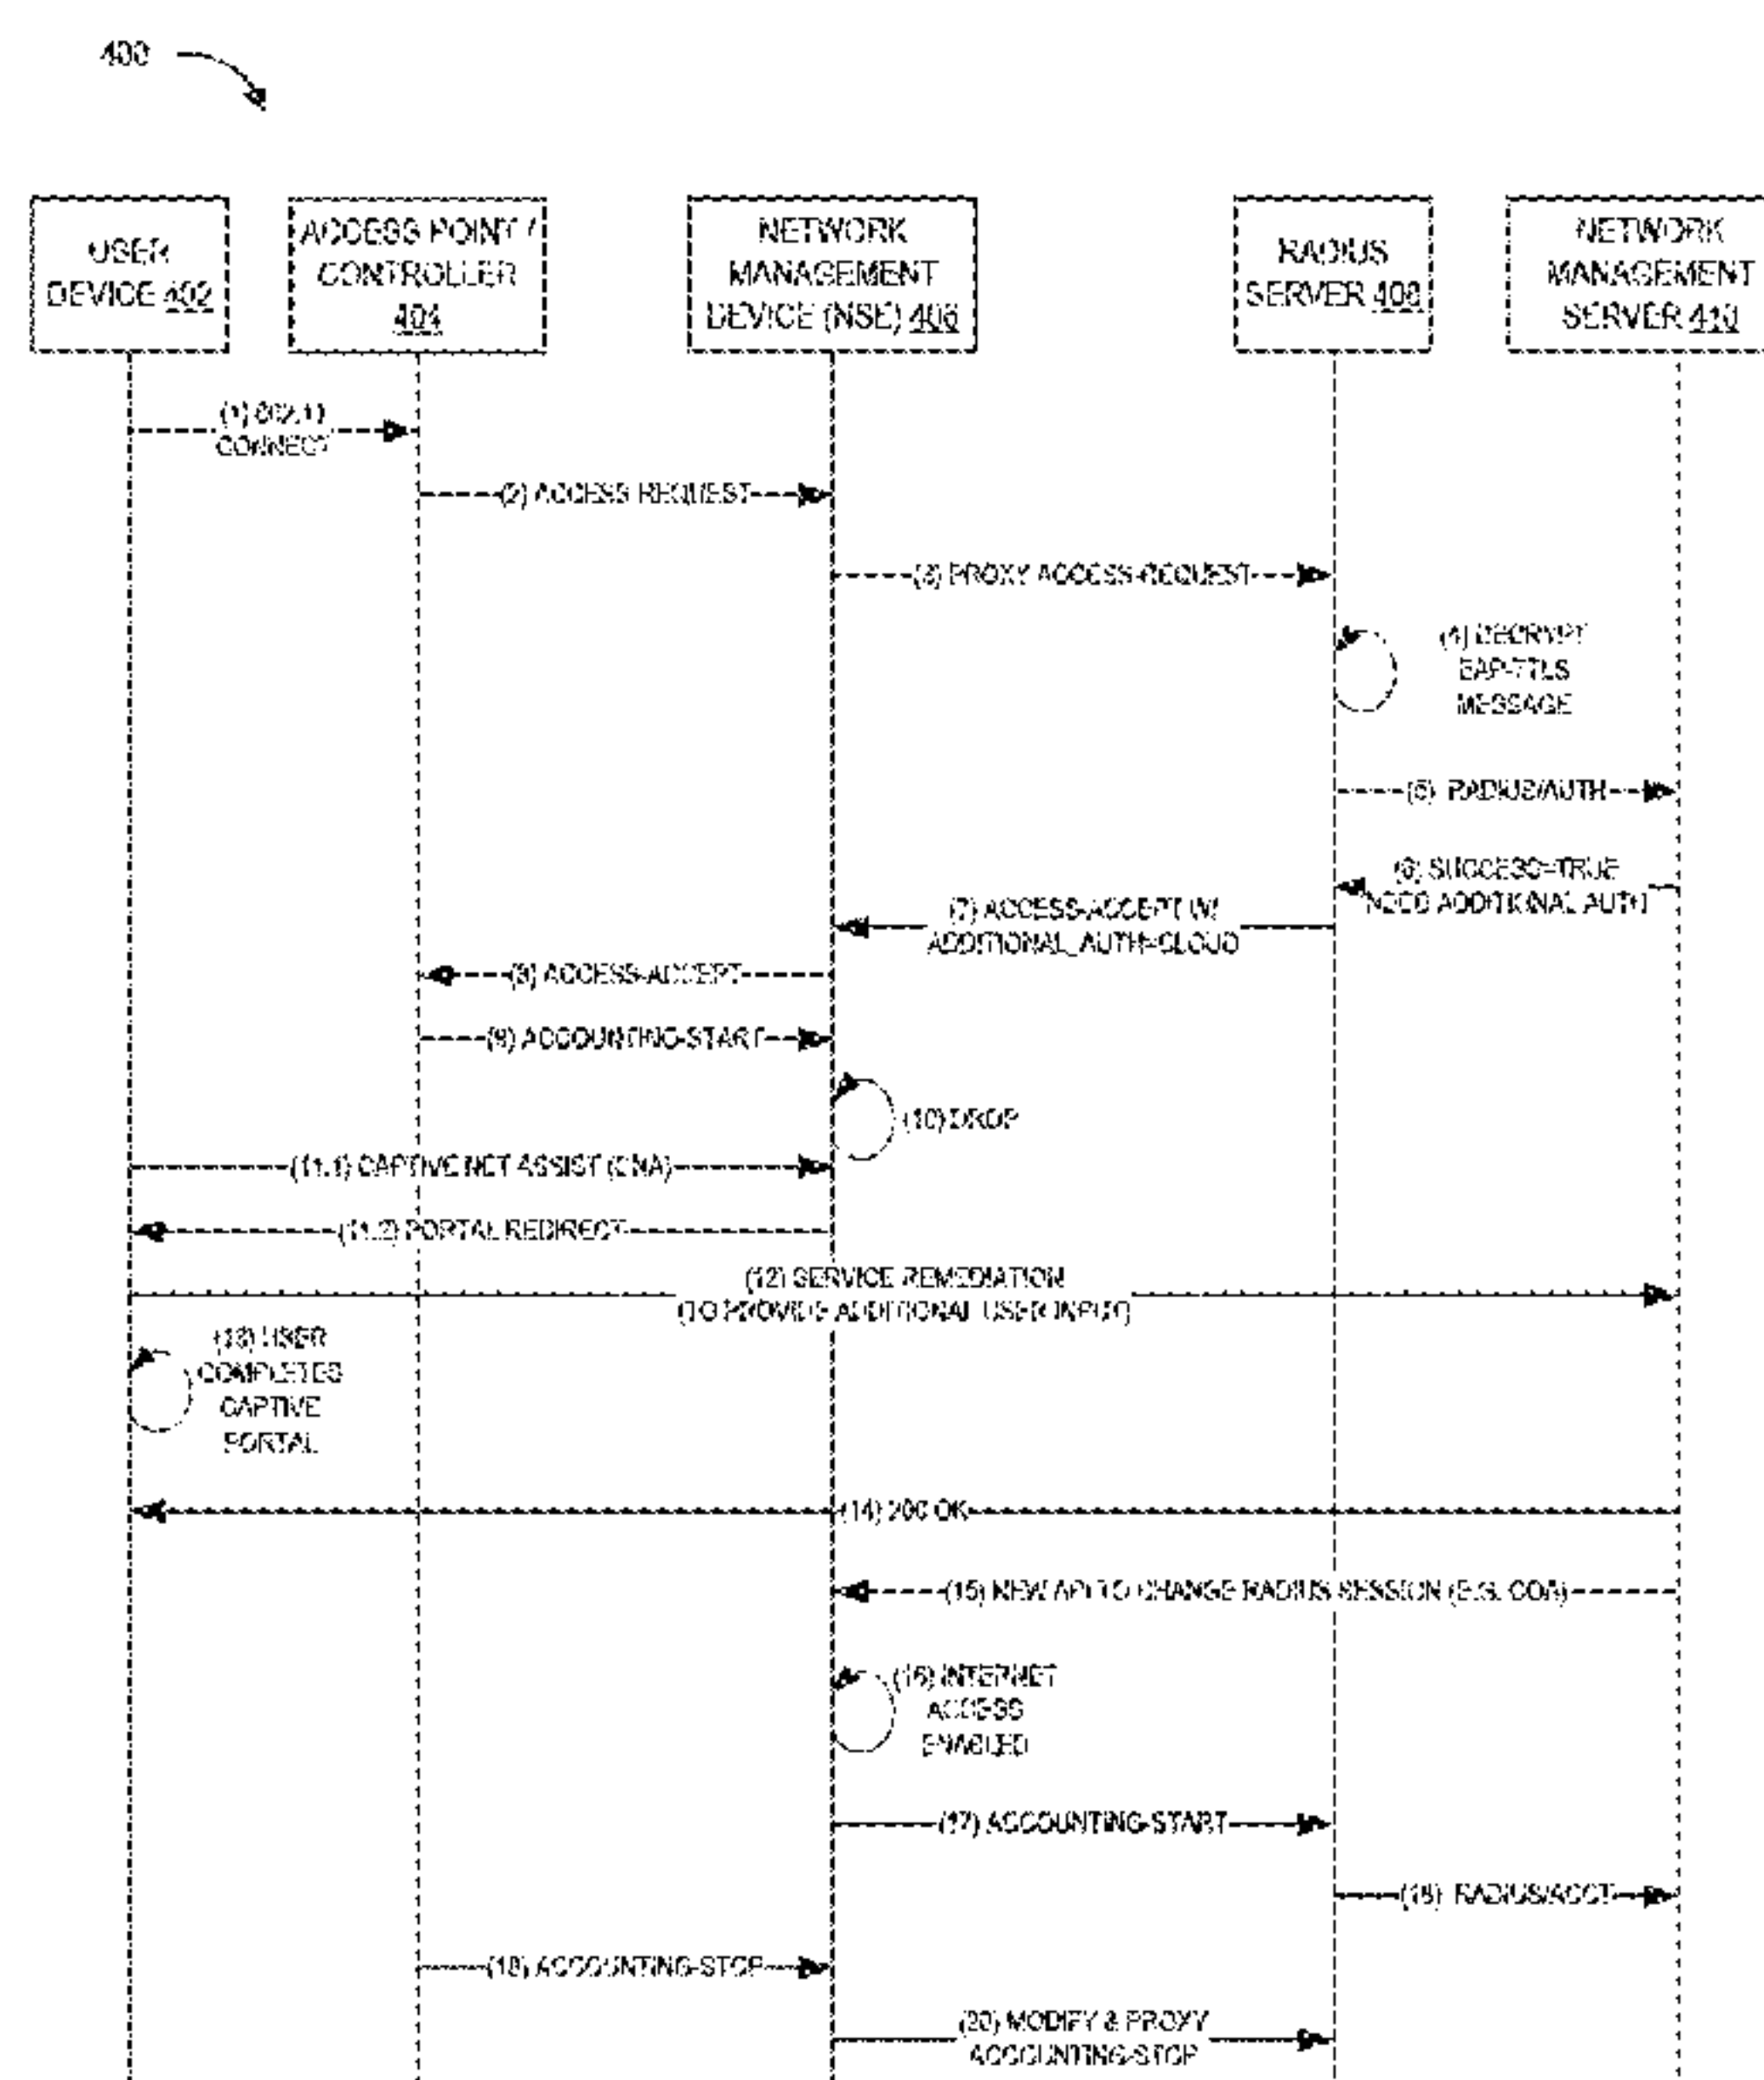 400
USER
DEVICE 402
ACCESS POINT /
CONTROLLER
404
NETWORK
MANAGEMENT
DEVICE (NSE) 406
RADIUS
SERVER 408
NETWORK
MANAGEMENT
SERVER 410
(1) 802.11
CONNECT
(2) ACCESS REQUEST
(3) PROXY ACCESS-REQUEST
(4) DECRYPT
EAP-TTLS
MESSAGE
(5) RADIUS/AUTH
(6) SUCCESS=TRUE
NEED ADDITIONAL AUTH
(7) ACCESS-ACCEPT W/
ADDITIONAL_AUTH=CLOUD
(8) ACCESS-ACCEPT
(9) ACCOUNTING-START
(10) DROP
(11.1) CAPTIVE NET ASSIST (CNA)
(11.2) PORTAL REDIRECT
(12) SERVICE REMEDIATION
(TO PROVIDE ADDITIONAL USER INPUT)
(13) USER
COMPLETES
CAPTIVE
PORTAL
(14) 200 OK
(15) NEW API TO CHANGE RADIUS SESSION (E.G. COA)
(16) INTERNET
ACCESS
ENABLED
(17) ACCOUNTING-START
(18) RADIUS/ACCT
ACCOUNTING-STOP
(20) MODIFY & PROXY
ACCOUNTING-STOP